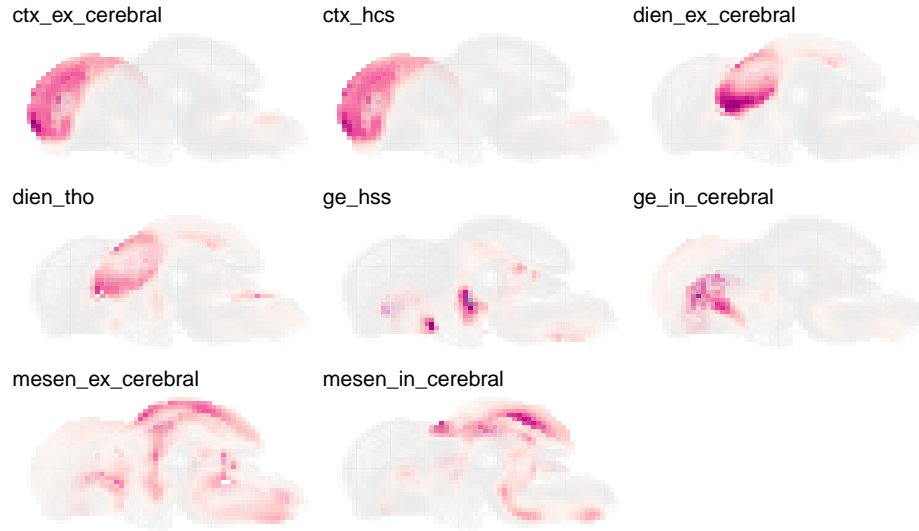 ctx_ex_cerebral
ctx_hcs
dien_ex_cerebral
dien_tho
ge_hss
ge_in_cerebral
mesen_ex_cerebral
mesen_in_cerebral